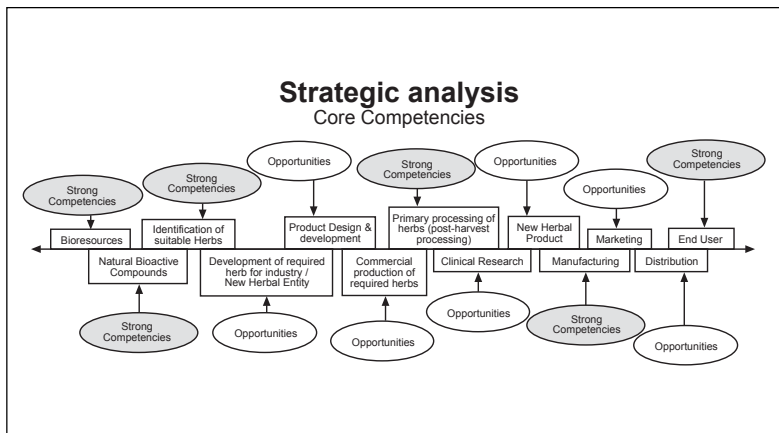 Strategic analysis
Core Competencies
Opportunities
Strong
Competencies
Opportunities
Strong
Competencies
Strong
Competencies
Strong
Competencies
Opportunities
Bioresources
Identification of
suitable Herbs
Product Design &
development
Primary processing of
herbs (post-harvest
processing)
New Herbal
Product
Marketing
End User
Natural Bioactive
Compounds
Development of required
herb for industry /
New Herbal Entity
Commercial
production of
required herbs
Clinical Research
Manufacturing
Distribution
Strong
Competencies
Opportunities
Opportunities
Opportunities
Strong
Competencies
Opportunities